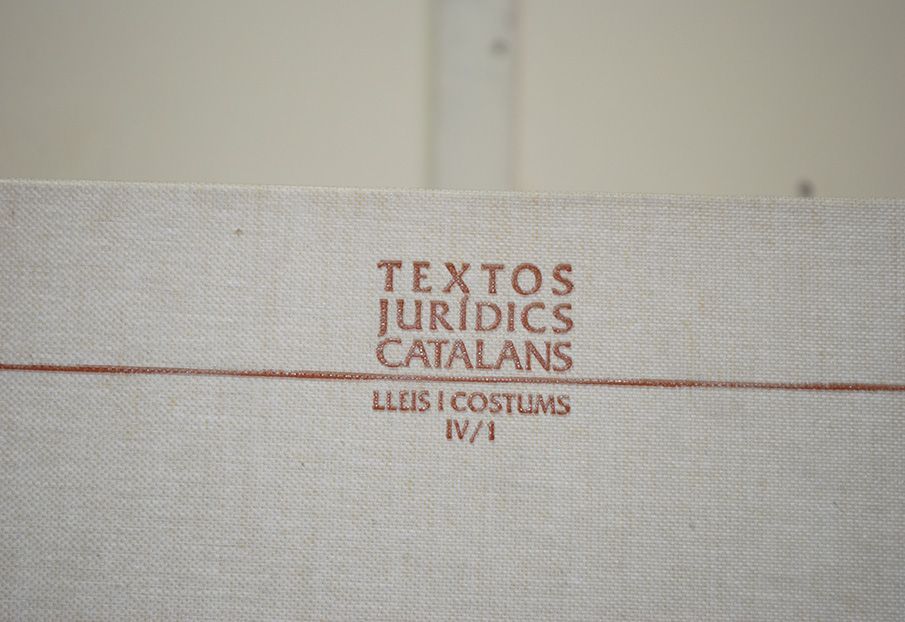 TEXTOS
JURÍDICS
CATALANS
LLEIS I COSTUMS
IV/1